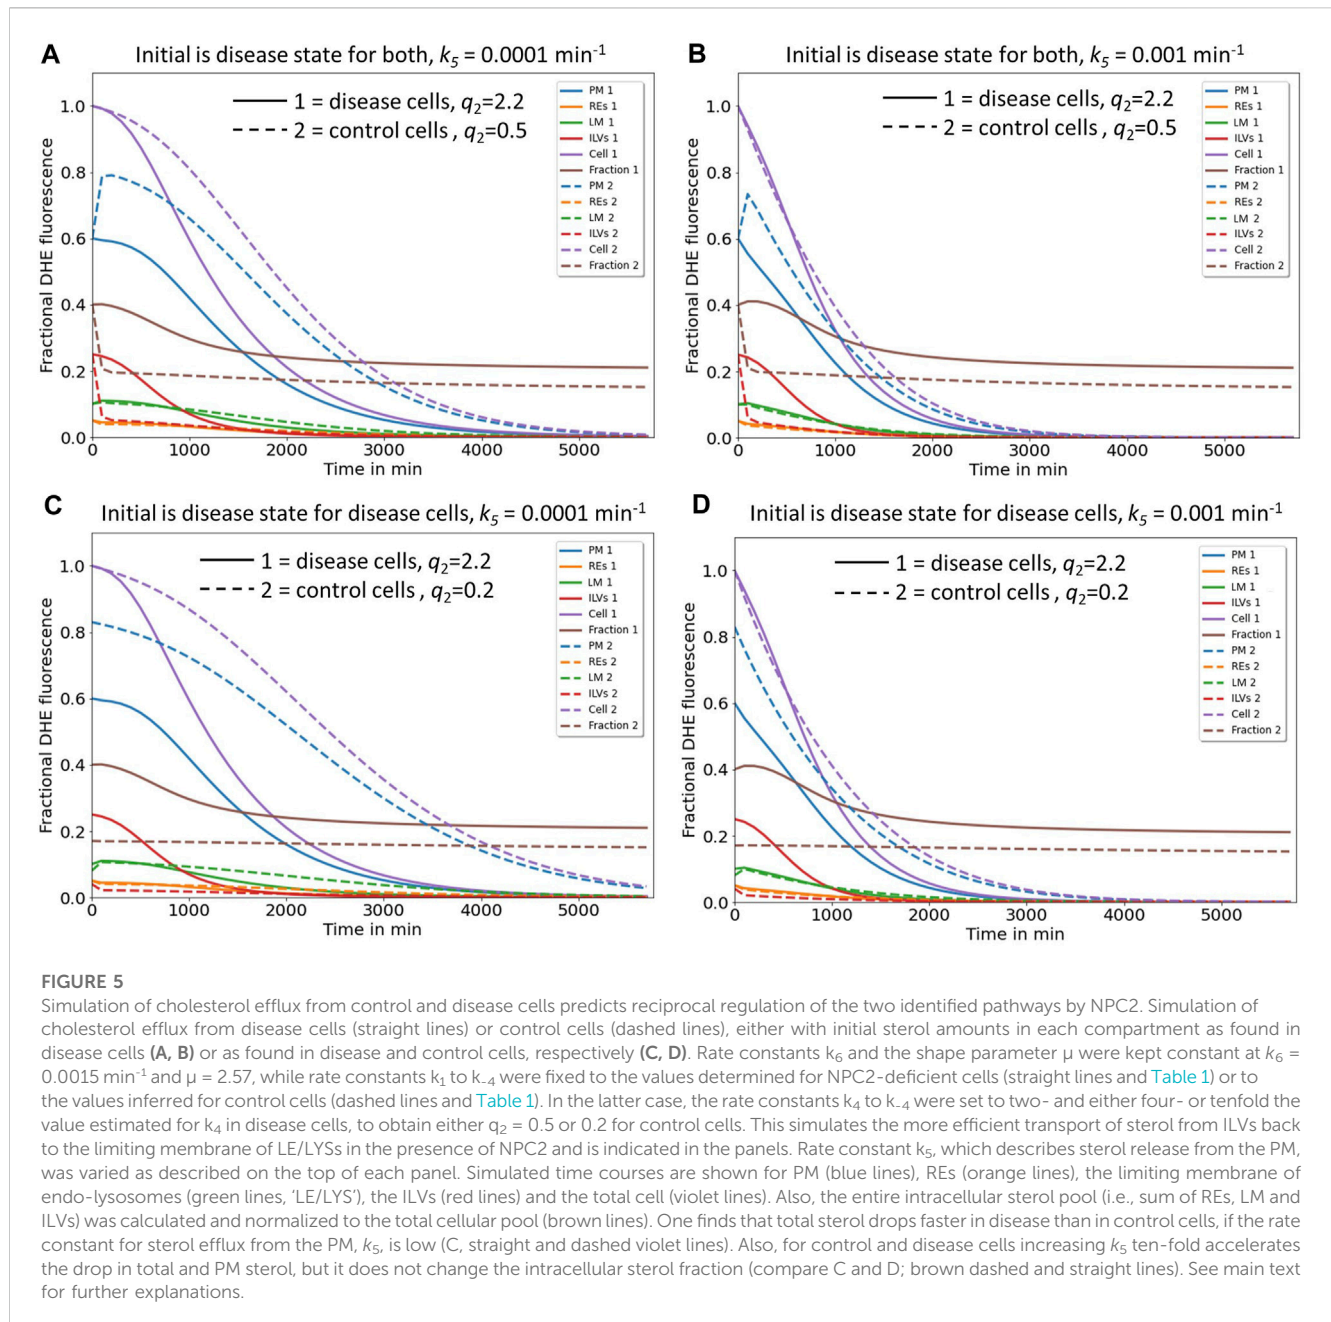 A
Initial is disease state for both, k5 = 0.0001 min-1
1 = disease cells, q2=2.2
2 = control cells , q2=0.5
PM 1
REs 1
LM 1
ILVs 1
Cell 1
Fraction 1
PM 2
REs 2
LM 2
ILVs 2
Cell 2
Fraction 2
Fractional DHE fluorescence
1.0
0.8
0.6
0.4
0.2
0.0
0 1000 2000 3000 4000 5000
Time in min
B
Initial is disease state for both, k5 = 0.001 min-1
1 = disease cells, q2=2.2
2 = control cells , q2=0.5
PM 1
REs 1
LM 1
ILVs 1
Cell 1
Fraction 1
PM 2
REs 2
LM 2
ILVs 2
Cell 2
Fraction 2
Fractional DHE fluorescence
1.0
0.8
0.6
0.4
0.2
0.0
0 1000 2000 3000 4000 5000
Time in min
C
Initial is disease state for disease cells, k5 = 0.0001 min-1
1 = disease cells, q2=2.2
2 = control cells , q2=0.2
PM 1
REs 1
LM 1
ILVs 1
Cell 1
Fraction 1
PM 2
REs 2
LM 2
ILVs 2
Cell 2
Fraction 2
Fractional DHE fluorescence
1.0
0.8
0.6
0.4
0.2
0.0
0 1000 2000 3000 4000 5000
Time in min
D
Initial is disease state for disease cells, k5 = 0.001 min-1
1 = disease cells, q2=2.2
2 = control cells , q2=0.2
PM 1
REs 1
LM 1
ILVs 1
Cell 1
Fraction 1
PM 2
REs 2
LM 2
ILVs 2
Cell 2
Fraction 2
Fractional DHE fluorescence
1.0
0.8
0.6
0.4
0.2
0.0
0 1000 2000 3000 4000 5000
Time in min
FIGURE 5
Simulation of cholesterol efflux from control and disease cells predicts reciprocal regulation of the two identified pathways by NPC2. Simulation of
cholesterol efflux from disease cells (straight lines) or control cells (dashed lines), either with initial sterol amounts in each compartment as found in
disease cells (A, B) or as found in disease and control cells, respectively (C, D). Rate constants k6 and the shape parameter µ were kept constant at k6 =
0.0015 min-1 and µ = 2.57, while rate constants k1 to k-4 were fixed to the values determined for NPC2-deficient cells (straight lines and Table 1) or to
the values inferred for control cells (dashed lines and Table 1). In the latter case, the rate constants k4 to k-4 were set to two- and either four- or tenfold the
value estimated for k4 in disease cells, to obtain either q2 = 0.5 or 0.2 for control cells. This simulates the more efficient transport of sterol from ILVs back
to the limiting membrane of LE/LYSs in the presence of NPC2 and is indicated in the panels. Rate constant k5, which describes sterol release from the PM,
was varied as described on the top of each panel. Simulated time courses are shown for PM (blue lines), REs (orange lines), the limiting membrane of
endo-lysosomes (green lines, 'LE/LYS'), the ILVs (red lines) and the total cell (violet lines). Also, the entire intracellular sterol pool (i.e., sum of REs, LM and
ILVs) was calculated and normalized to the total cellular pool (brown lines). One finds that total sterol drops faster in disease than in control cells, if the rate
constant for sterol efflux from the PM, k5, is low (C, straight and dashed violet lines). Also, for control and disease cells increasing k5 ten-fold accelerates
the drop in total and PM sterol, but it does not change the intracellular sterol fraction (compare C and D; brown dashed and straight lines). See main text
for further explanations.